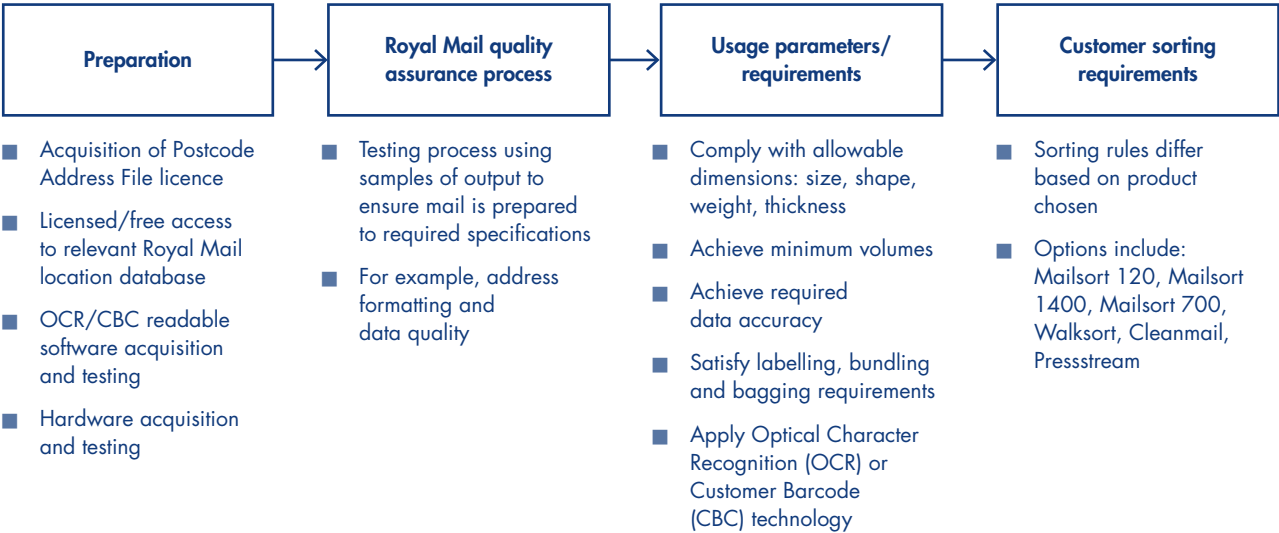 Preparation
Royal Mail quality
assurance process
Usage parameters/
requirements
Customer sorting
requirements
Acquisition of Postcode
Address File licence
Licensed/free access
to relevant Royal Mail
location database
OCR/CBC readable
software acquisition
and testing
Hardware acquisition
and testing
Testing process using
samples of output to
ensure mail is prepared
to required specifications
For example, address
formatting and
data quality
Comply with allowable
dimensions: size, shape,
weight, thickness
Achieve minimum volumes
Achieve required
data accuracy
Satisfy labelling, bundling
and bagging requirements
Apply Optical Character
Recognition (OCR) or
Customer Barcode
(CBC) technology
Sorting rules differ
based on product
chosen
Options include:
Mailsort 120, Mailsort
1400, Mailsort 700,
Walksort, Cleanmail,
Pressstream